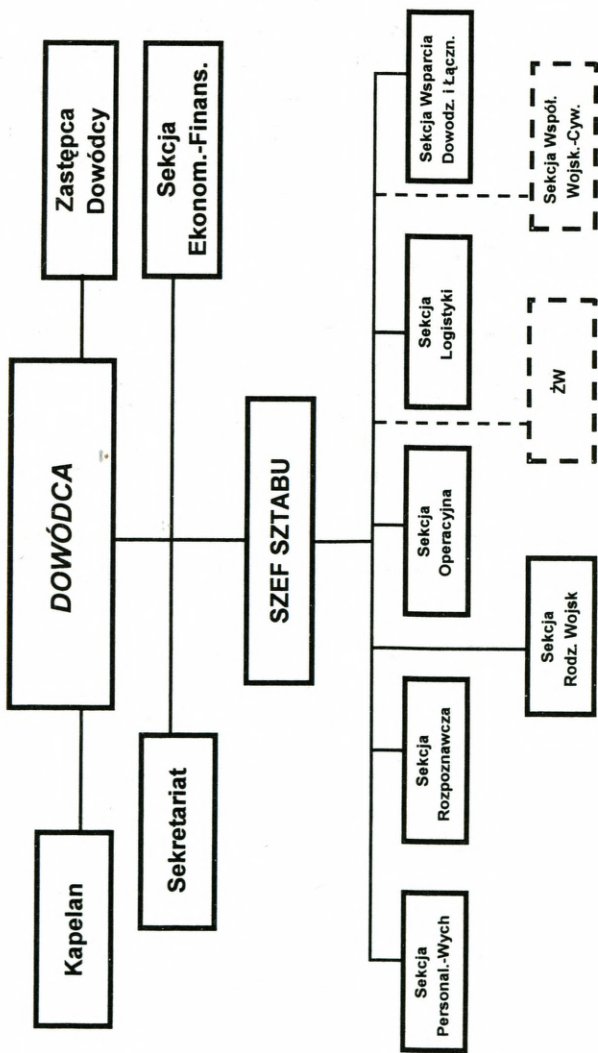 Kapelan
DOWÓDCA
Zastępca
Dowódcy
Sekretariat
Sekcja
Ekonom.-Finans.
SZEF SZTABU
Sekcja
Personal.-Wych
Sekcja
Rozpoznawcza
Sekcja
Operacyjna
Sekcja
Logistyki
Sekcja Wsparcia
Dowodz. i Łączn.
Sekcja
Rodz. Wojsk
ŻW
Sekcja Współ.
Wojsk.-Cyw.